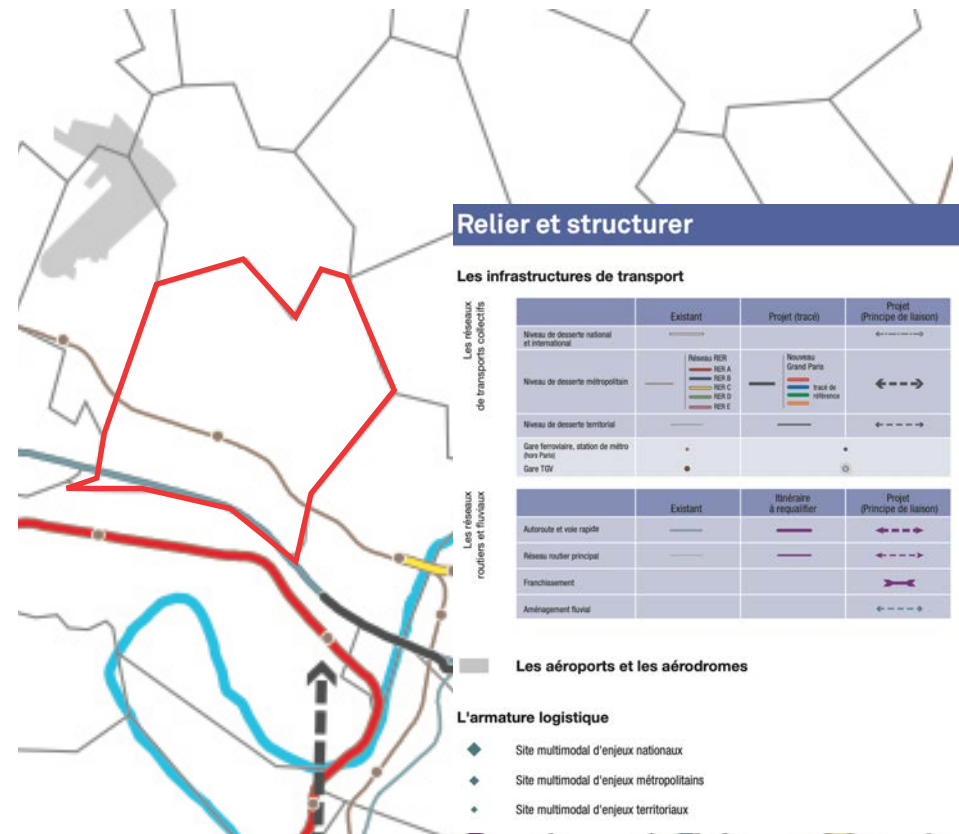 Relier et structurer
Les infrastructures de transport
Les réseaux
de transports collectifs
Existant
Projet (tracé)
Projet
(Principe de liaison)
Niveau de desserte national
et international
Niveau de desserte métropolitain
Réseau RER
RER A
RER B
RER C
RER D
RER E
Nouveau
Grand Paris
tracé de
référence
Niveau de desserte territorial
Gare ferroviaire, station de métro
(hors Paris)
Gare TGV
Les réseaux
routiers et fluviaux
Existant
Itinéraire
à requalifier
Projet
(Principe de liaison)
Autoroute et voie rapide
Réseau routier principal
Franchissement
Aménagement fluvial
Les aéroports et les aérodromes
L'armature logistique
Site multimodal d'enjeux nationaux
Site multimodal d'enjeux métropolitains
Site multimodal d'enjeux territoriaux